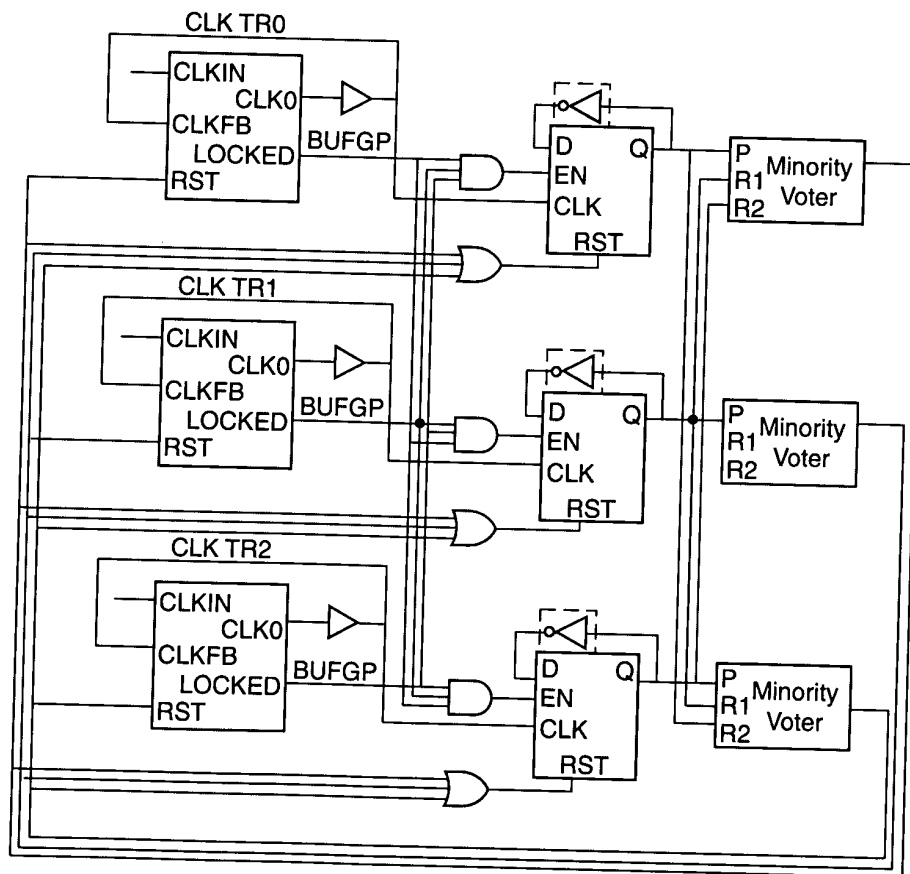 CLK TR0
CLKIN
CLK0
CLKFB
LOCKED
RST
BUFGP
D
Q
EN
CLK
RST
P
R1
R2
Minority
Voter
CLK TR1
CLKIN
CLK0
CLKFB
LOCKED
RST
BUFGP
D
Q
EN
CLK
RST
P
R1
R2
Minority
Voter
CLK TR2
CLKIN
CLK0
CLKFB
LOCKED
RST
BUFGP
D
Q
EN
CLK
RST
P
R1
R2
Minority
Voter